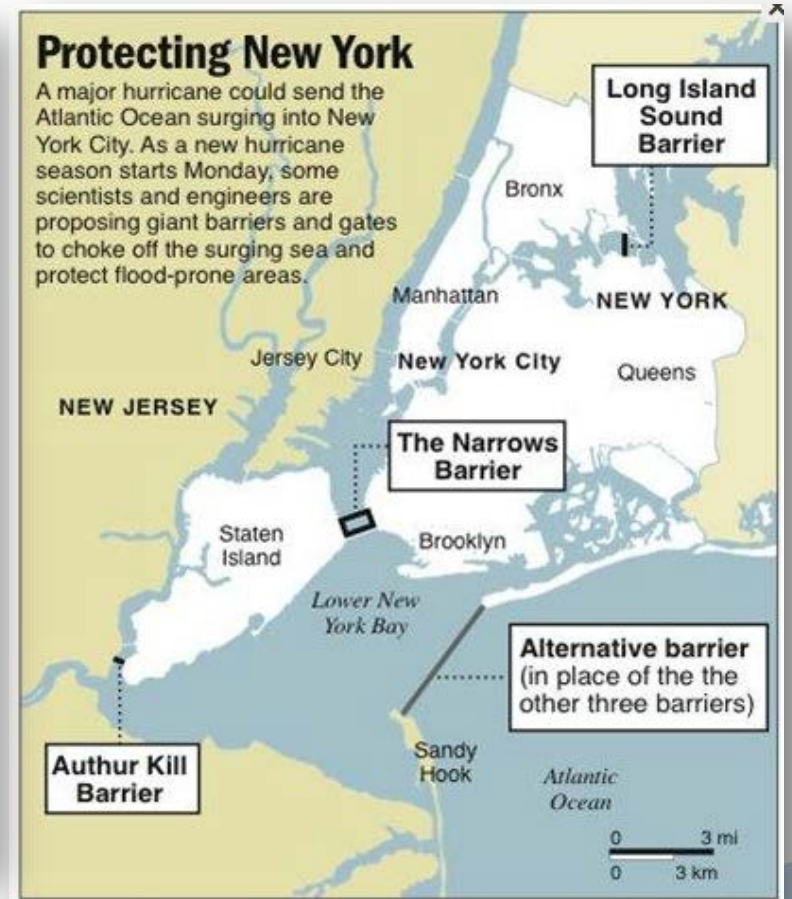 Protecting New York
A major hurricane could send the
Atlantic Ocean surging into New
York City. As a new hurricane
season starts Monday, some
scientists and engineers are
proposing giant barriers and gates
to choke off the surging sea and
protect flood-prone areas.
Long Island
Sound
Barrier
Bronx
Manhattan
NEW YORK
Jersey City
New York City
Queens
NEW JERSEY
The Narrows
Barrier
Staten
Island
Brooklyn
Lower New
York Bay
Alternative barrier
(in place of the the
other three barriers)
Authur Kill
Barrier
Sandy
Hook
Atlantic
Ocean
0 3 mi
0 3 km